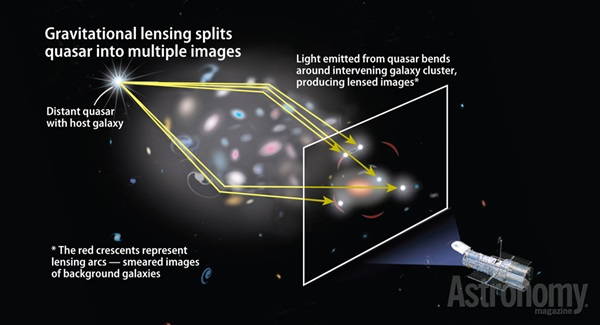 Gravitational lensing splits
quasar into multiple images
Light emitted from quasar bends
around intervening galaxy cluster,
producing lensed images*
Distant quasar
with host galaxy
* The red crescents represent
lensing arcs — smeared images
of background galaxies
Astronomy
magazine